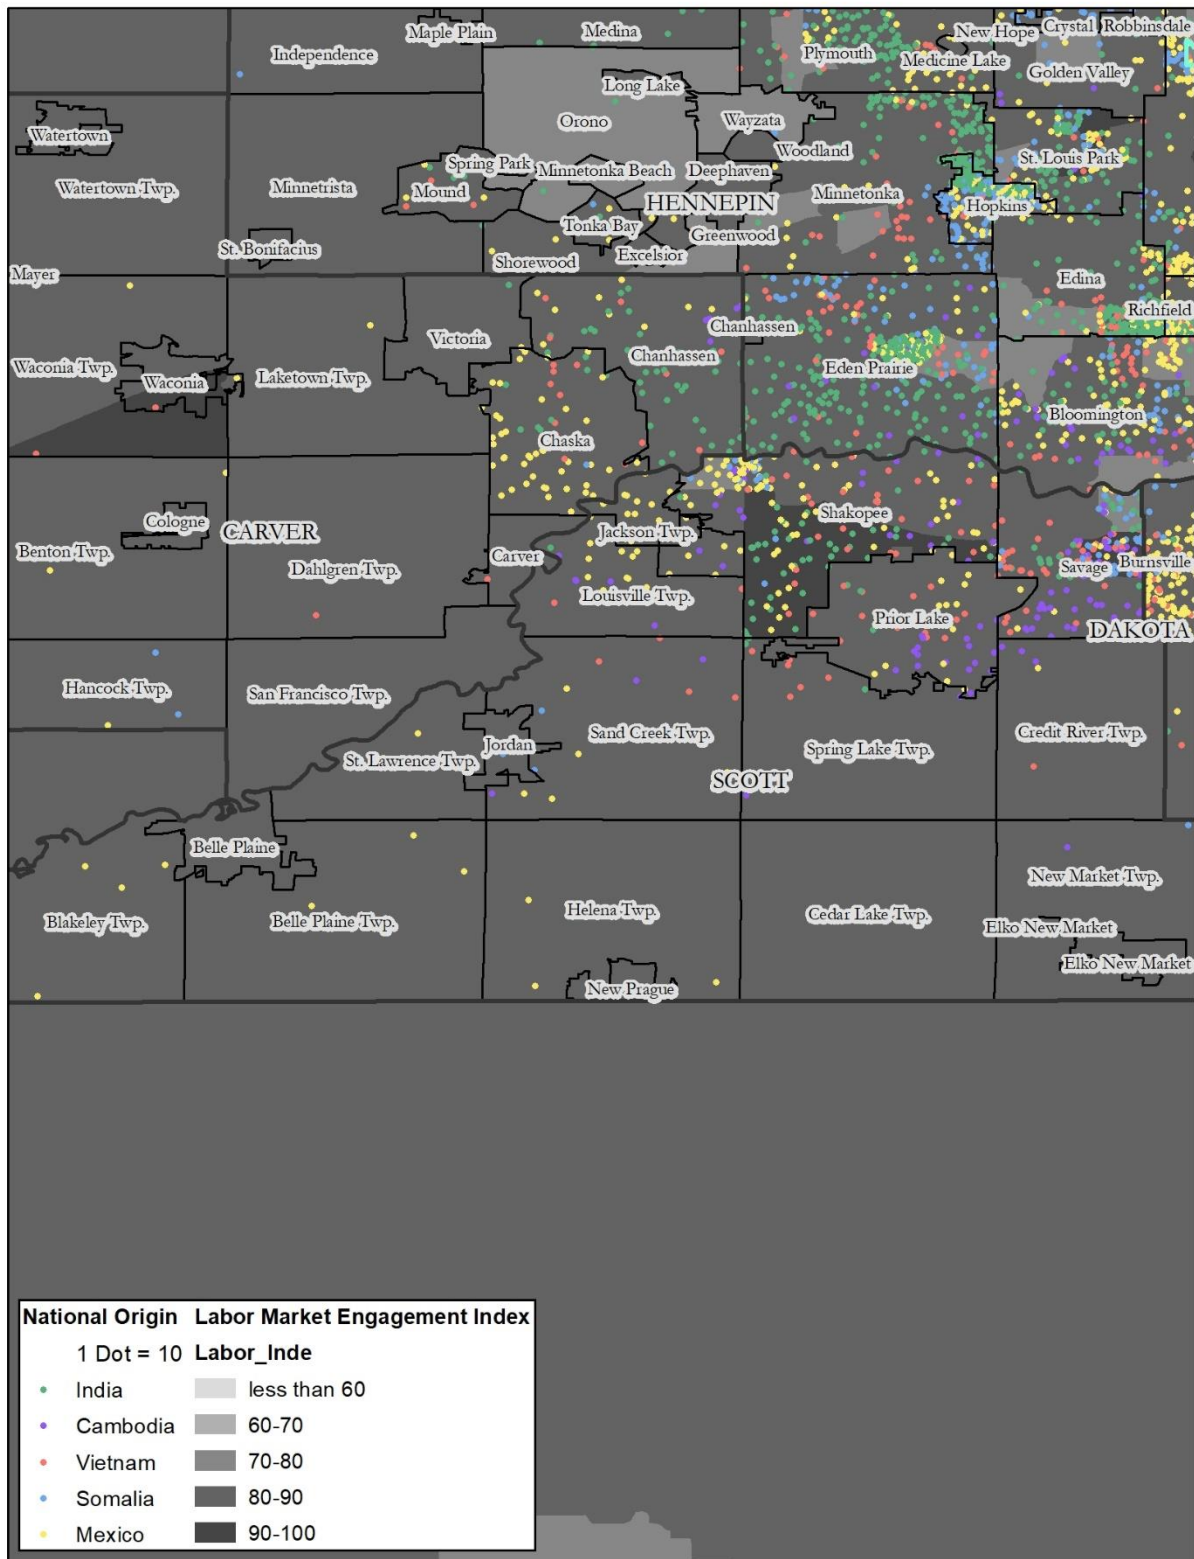 Maple Plain
Medina
New Hope
Crystal
Robbinsdale
Independence
Plymouth
Medicine Lake
Golden Valley
Long Lake
Orono
Wayzata
Watertown
Woodland
St. Louis Park
Watertown Twp.
Minnetrista
Spring Park
Mound
Minnetonka Beach
Deephaven
Minnetonka
HENNEPIN
Hopkins
Tonka Bay
Greenwood
St. Bonifacius
Shorewood
Excelsior
Mayer
Edina
Richfield
Victoria
Chanhassen
Chanhassen
Waconia Twp.
Waconia
Laketown Twp.
Eden Prairie
Bloomington
Chaska
Cologne
CARVER
Shakopee
Jackson Twp.
Benton Twp.
Dahlgren Twp.
Carver
Louisville Twp.
Savage
Burnsville
Prior Lake
DAKOTA
Hancock Twp.
San Francisco Twp.
Jordan
Sand Creek Twp.
Spring Lake Twp.
Credit River Twp.
St. Lawrence Twp.
SCOTT
Belle Plaine
New Market Twp.
Blakeley Twp.
Belle Plaine Twp.
Helena Twp.
Cedar Lake Twp.
Elko New Market
Elko New Market
New Prague
National Origin Labor Market Engagement Index
1 Dot = 10 Labor_Inde
India less than 60
Cambodia 60-70
Vietnam 70-80
Somalia 80-90
Mexico 90-100